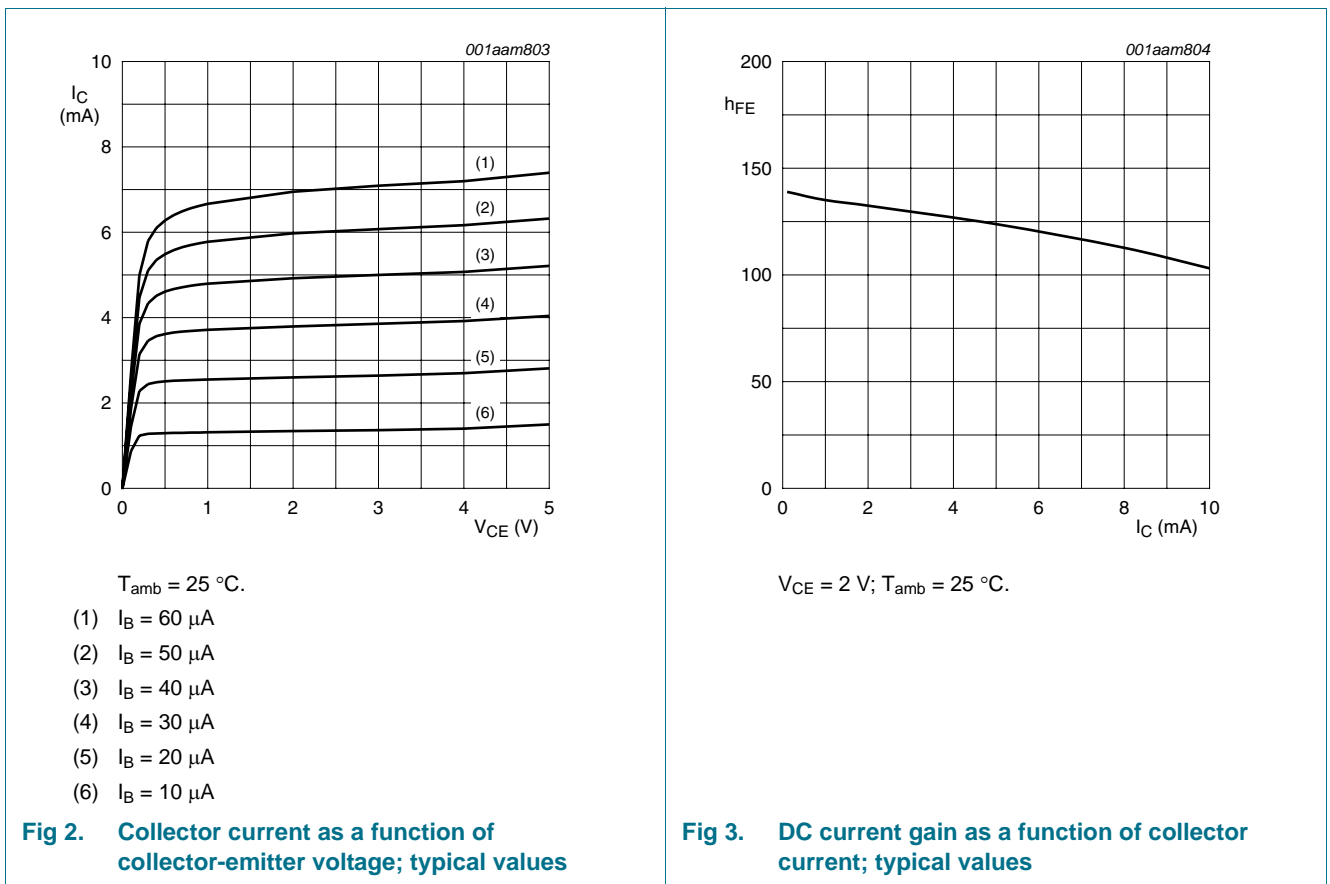 001aam803
10
I_C
(mA)
8
6
4
2
0
(1)
(2)
(3)
(4)
(5)
(6)
0 1 2 3 4 5
V_CE (V)
T_amb = 25 °C.
(1) I_B = 60 μA
(2) I_B = 50 μA
(3) I_B = 40 μA
(4) I_B = 30 μA
(5) I_B = 20 μA
(6) I_B = 10 μA
Fig 2. Collector current as a function of
collector-emitter voltage; typical values
001aam804
200
h_FE
150
100
50
0
0 2 4 6 8 10
I_C (mA)
V_CE = 2 V; T_amb = 25 °C.
Fig 3. DC current gain as a function of collector
current; typical values